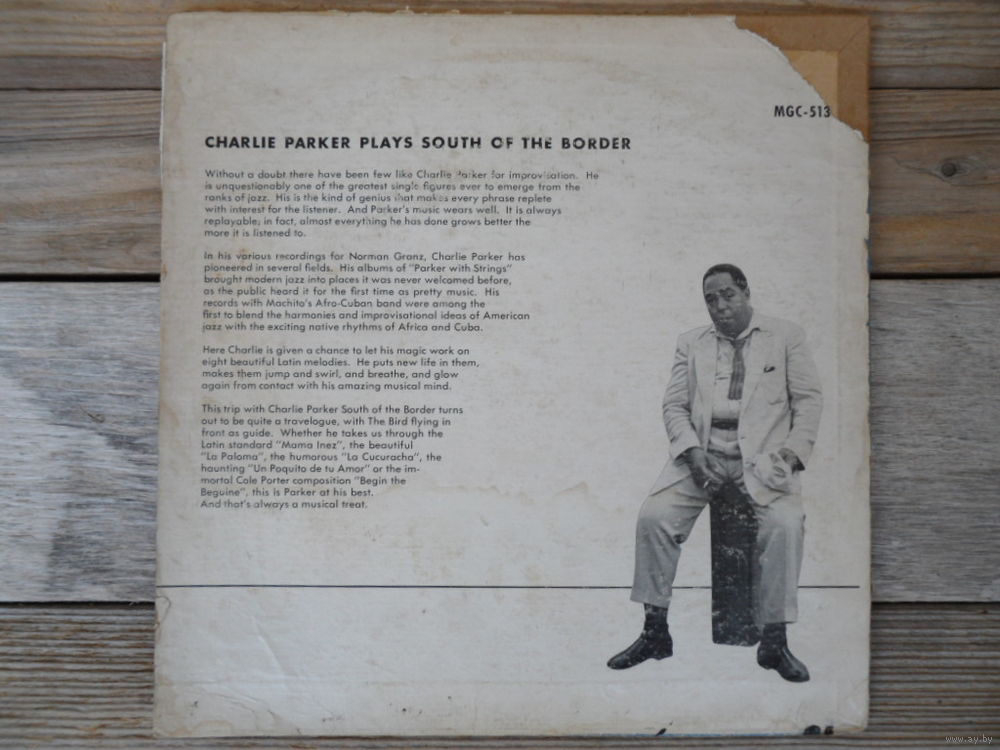 MGC-513
CHARLIE PARKER PLAYS SOUTH OF THE BORDER
Without a doubt there have been few like Charlie Parker for improvisation. He
is unquestionably one of the greatest single figures ever to emerge from the
ranks of jazz. His is the kind of genius that makes every phrase replete
with interest for the listener. And Parker's music wears well. It is always
replayable; in fact, almost everything he has done grows better the
more it is listened to.
In his various recordings for Norman Granz, Charlie Parker has
pioneered in several fields. His albums of "Parker with Strings"
brought modern jazz into places it was never welcomed before,
as the public heard it for the first time as pretty music. His
records with Machito's Afro-Cuban band were among the
first to blend the harmonies and improvisational ideas of American
jazz with the exciting native rhythms of Africa and Cuba.
Here Charlie is given a chance to let his magic work on
eight beautiful Latin melodies. He puts new life in them,
makes them jump and swirl, and breathe, and glow
again from contact with his amazing musical mind.
This trip with Charlie Parker South of the Border turns
out to be quite a travelogue, with The Bird flying in
front as guide. Whether he takes us through the
Latin standard "Mama Inez", the beautiful
"La Paloma", the humorous "La Cucuracha", the
haunting "Un Poquito de tu Amor" or the im-
mortal Cole Porter composition "Begin the
Beguine", this is Parker at his best.
And that's always a musical treat.
www.ay.by